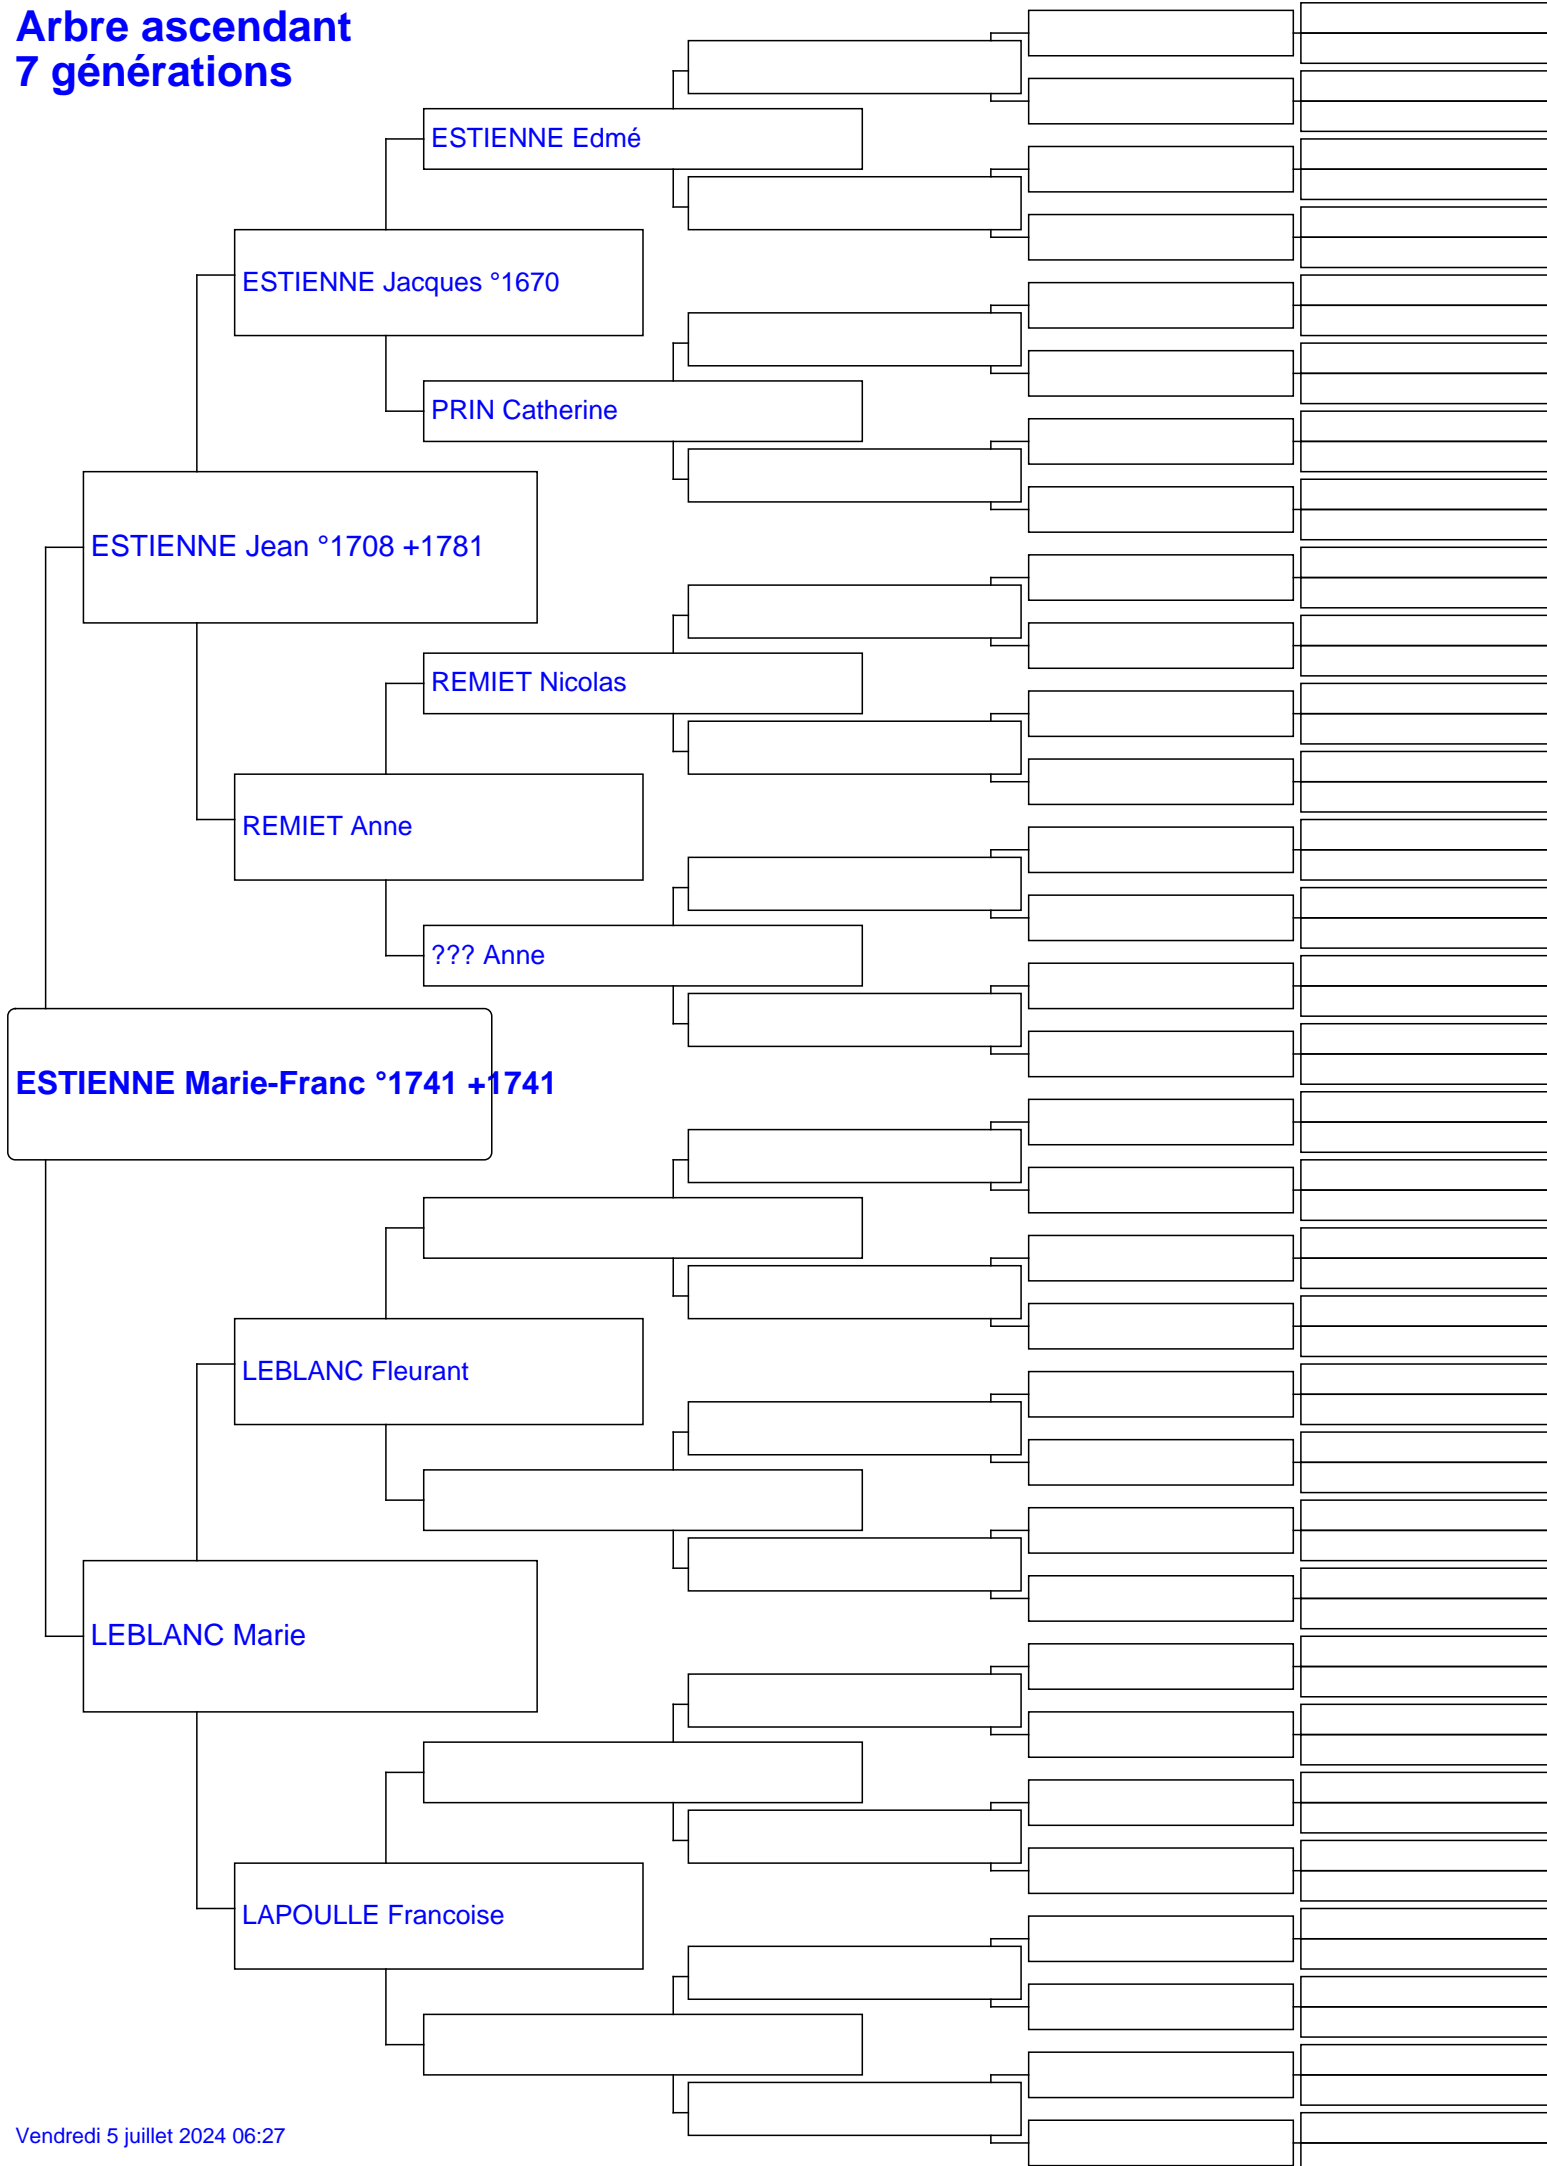 Arbre ascendant
7 générations
ESTIENNE Edmé
ESTIENNE Jacques °1670
PRIN Catherine
ESTIENNE Jean °1708 +1781
REMIET Nicolas
REMIET Anne
??? Anne
ESTIENNE Marie-Franc °1741 +1741
LEBLANC Fleurant
LEBLANC Marie
LAPOULLE Francoise
Vendredi 5 juillet 2024 06:27